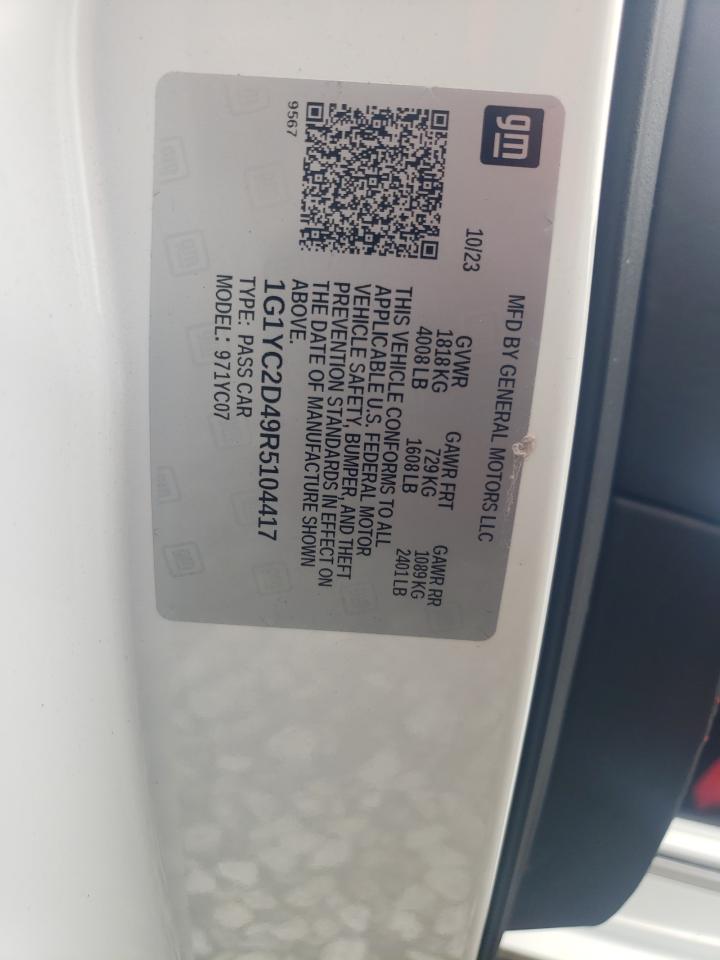 gm
MFD BY GENERAL MOTORS LLC
10/23
GVWR GAWR FRT GAWR RR
1818 KG 729 KG 1089 KG
4008 LB 1608 LB 2401 LB
THIS VEHICLE CONFORMS TO ALL
APPLICABLE U.S. FEDERAL MOTOR
VEHICLE SAFETY, BUMPER, AND THEFT
PREVENTION STANDARDS IN EFFECT ON
THE DATE OF MANUFACTURE SHOWN
ABOVE.
9567
1G1YC2D49R5104417
TYPE: PASS CAR
MODEL: 971YC07